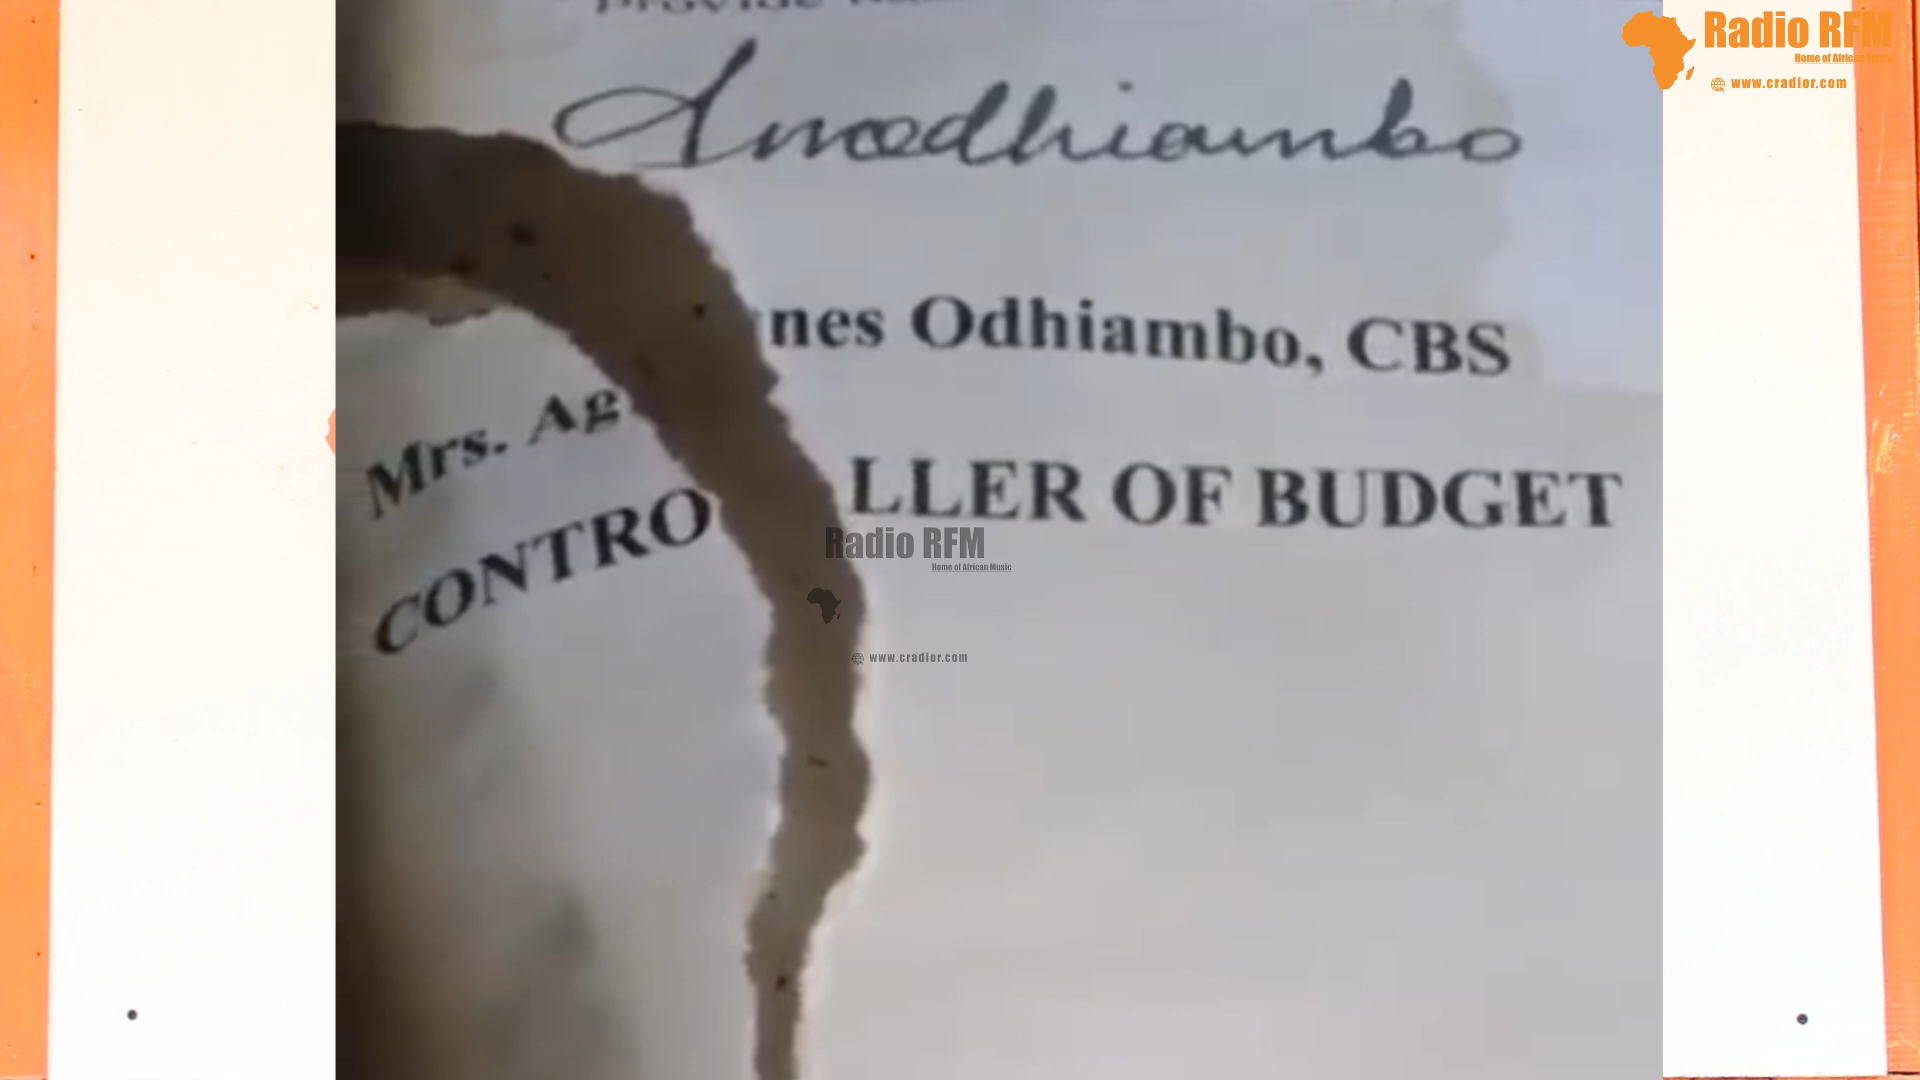 Radio RFM
Home of African Music
www.cradior.com
Amodhiambo
Mrs. Ag nes Odhiambo, CBS
CONTRO LLER OF BUDGET
Radio RFM
Home of African Music
www.cradior.com